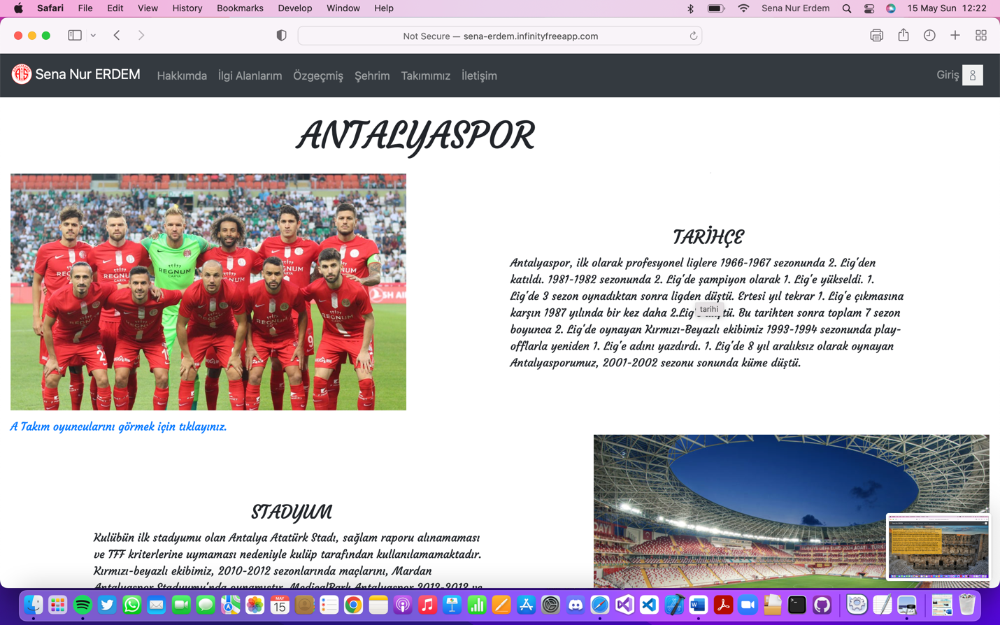 Safari File Edit View History Bookmarks Develop Window Help Sena Nur Erdem 15 May Sun 12:22
Not Secure — sena-erdem.infinityfreeapp.com
Sena Nur ERDEM Hakkımda İlgi Alanlarım Özgeçmiş Şehrim Takımımız İletişim Giriş
ANTALYASPOR
REGNUM
CARYA
REGNUM
CARYA
REGNUM
REGNUM
REGNUM
TARİHÇE
Antalyaspor, ilk olarak profesyonel liglere 1966-1967 sezonunda 2. Lig'den
katıldı. 1981-1982 sezonunda 2. Lig'de şampiyon olarak 1. Lig'e yükseldi. 1.
Lig'de 3 sezon oynadıktan sonra ligden düştü. Ertesi yıl tekrar 1. Lig'e çıkmasına
karşın 1987 yılında bir kez daha 2.Lig' tü. Bu tarihten sonra toplam 7 sezon
tarihi
boyunca 2. Lig'de oynayan Kırmızı-Beyazlı ekibimiz 1993-1994 sezonunda play-
offlarla yeniden 1. Lig'e adını yazdırdı. 1. Lig'de 8 yıl aralıksız olarak oynayan
Antalyasporumuz, 2001-2002 sezonu sonunda küme düştü.
A Takım oyuncularını görmek için tıklayınız.
STADYUM
Kulübün ilk stadyumu olan Antalya Atatürk Stadı, sağlam raporu alınamaması
ve TFF kriterlerine uymaması nedeniyle kulüp tarafından kullanılamamaktadır.
Kırmızı-beyazlı ekibimiz, 2010-2012 sezonlarında maçlarını, Mardan
Antalyaspor Stadyumu'nda oynamıştır. MedicalPark Antalyaspor 2012-2013
MAY
15